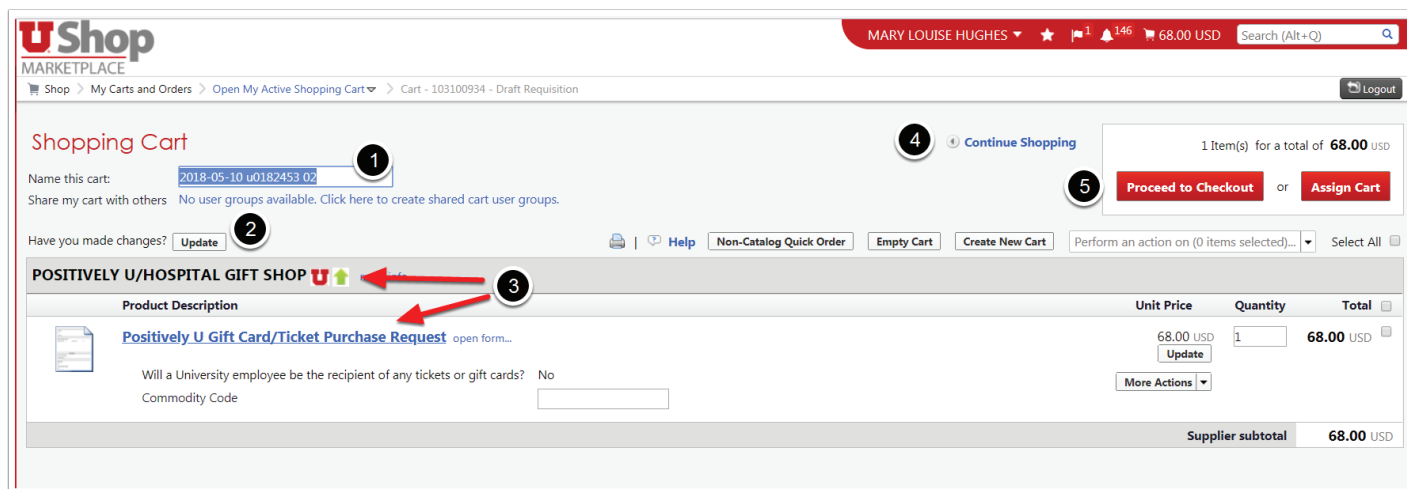 UShop
MARKETPLACE
MARY LOUISE HUGHES 1 146 68.00 USD Search (Alt+Q)
Shop > My Carts and Orders > Open My Active Shopping Cart > Cart - 103100934 - Draft Requisition
Logout
Shopping Cart
4 Continue Shopping
1 Item(s) for a total of 68.00 USD
1
Name this cart: 2018-05-10 u0182453 02
5 Proceed to Checkout or Assign Cart
Share my cart with others No user groups available. Click here to create shared cart user groups.
Have you made changes? Update 2 | ? Help Non-Catalog Quick Order Empty Cart Create New Cart Perform an action on (0 items selected)... Select All
POSITIVELY U/HOSPITAL GIFT SHOP U
3
Product Description Unit Price Quantity Total
Positively U Gift Card/Ticket Purchase Request open form... 68.00 USD 1 68.00 USD
Update
Will a University employee be the recipient of any tickets or gift cards? No
More Actions
Commodity Code
Supplier subtotal 68.00 USD